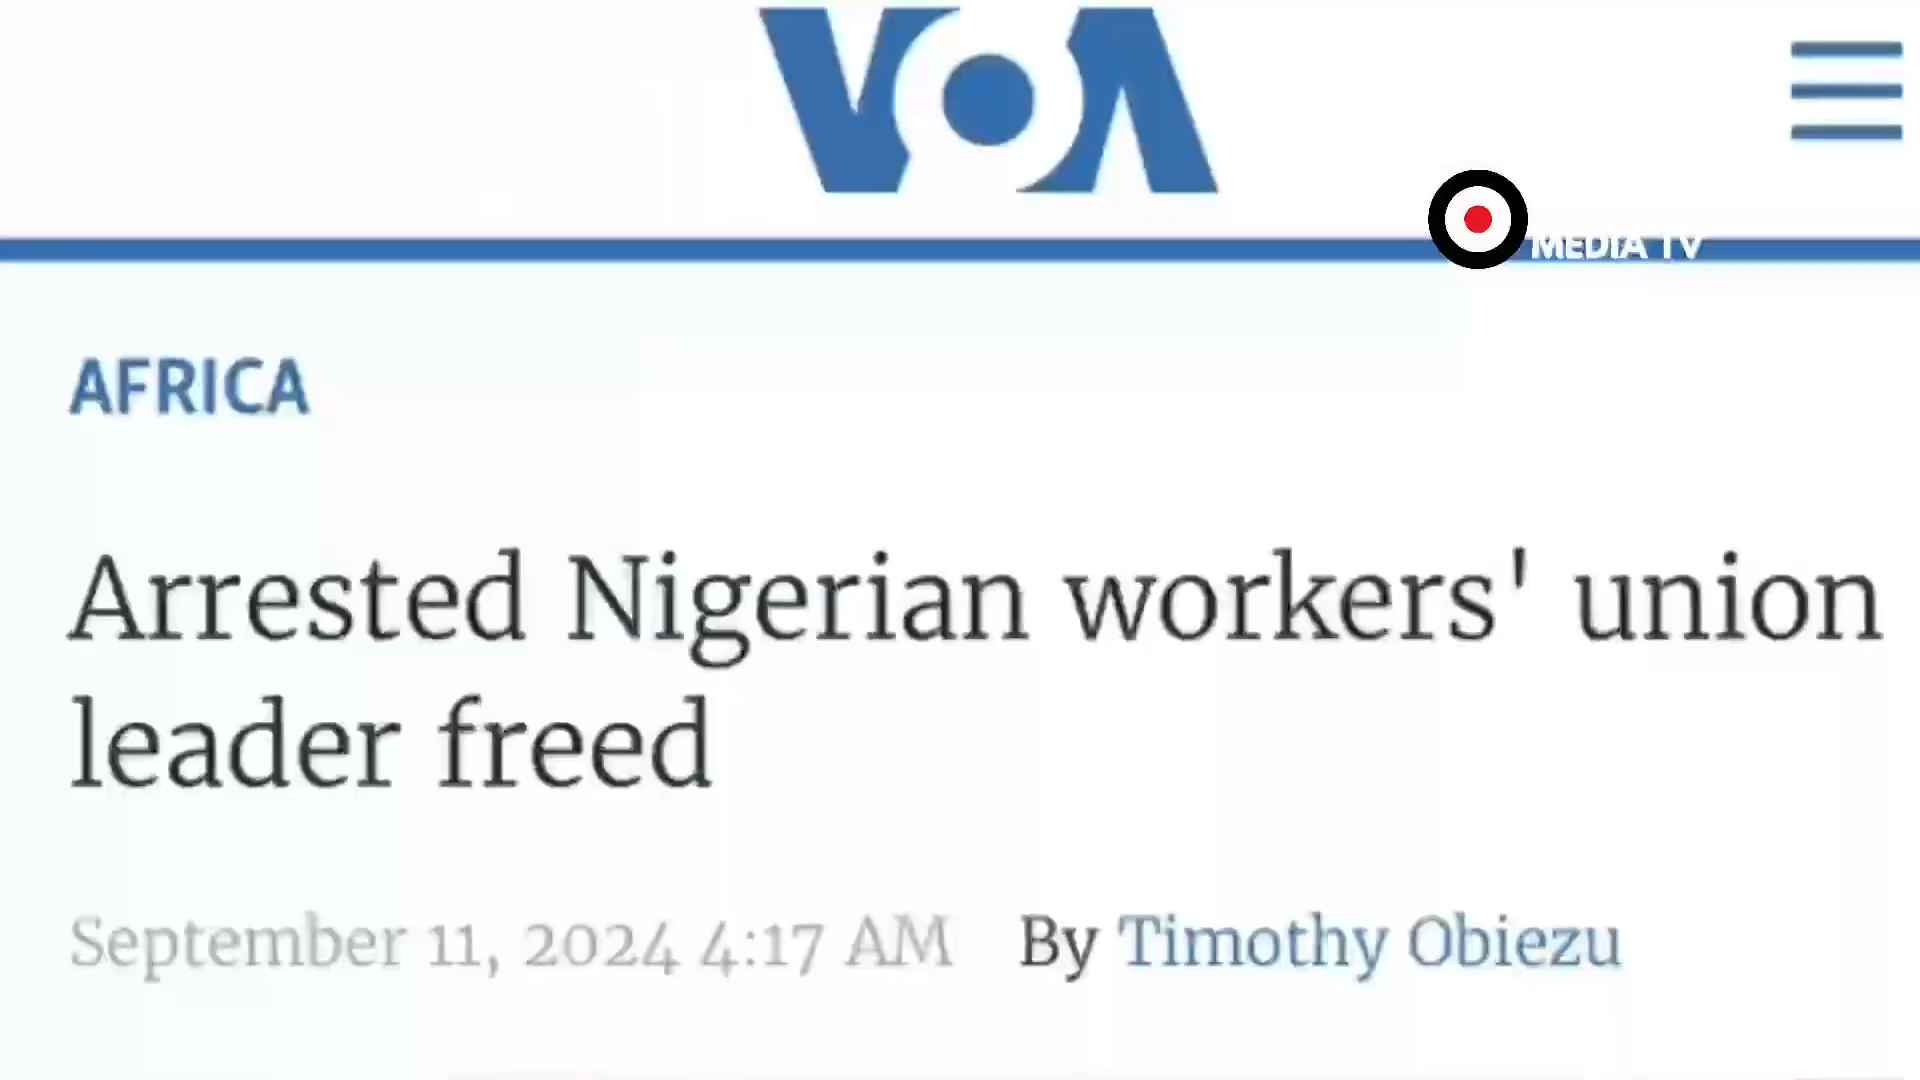 VOA
MEDIA TV
AFRICA
Arrested Nigerian workers' union
leader freed
September 11, 2024 4:17 AM By Timothy Obiezu